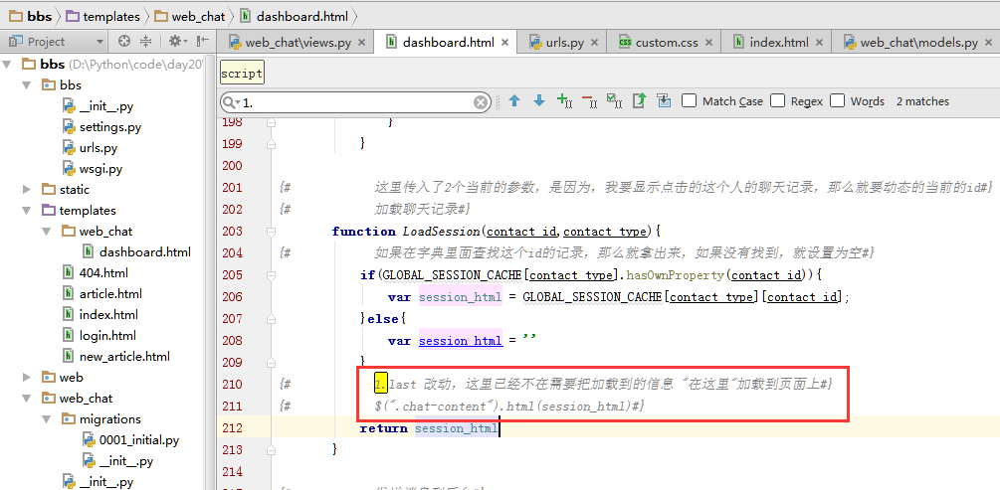 bbs templates web_chat dashboard.html
Project
web_chat\views.py dashboard.html urls.py custom.css index.html web_chat\models.py
bbs (D:\Python\code\day20\
bbs
__init__.py
settings.py
urls.py
wsgi.py
static
templates
web_chat
dashboard.html
404.html
article.html
index.html
login.html
new_article.html
web
web_chat
migrations
0001_initial.py
__init__.py
__init__.py
script
1.
Match Case Regex Words 2 matches
198 }
199 }
200
201 {# 这里传入了2个当前的参数，是因为，我要显示点击的这个人的聊天记录，那么就要动态的当前的id#}
202 {# 加载聊天记录#}
203 function LoadSession(contact_id,contact_type){
204 {# 如果在字典里面查找这个id的记录，那么就拿出来，如果没有找到，就设置为空#}
205 if(GLOBAL_SESSION_CACHE[contact_type].hasOwnProperty(contact_id)){
206 var session_html = GLOBAL_SESSION_CACHE[contact_type][contact_id];
207 }else{
208 var session_html = ''
209 }
210 {# 1.last 改动，这里已经不在需要把加载到的信息 "在这里"加载到页面上#}
211 {# $(".chat-content").html(session_html)#}
212 return session_html
213 }
214